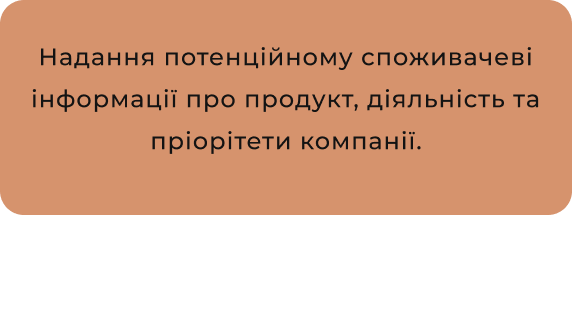 Надання потенційному споживачеві
інформації про продукт, діяльність та
пріорітети компанії.